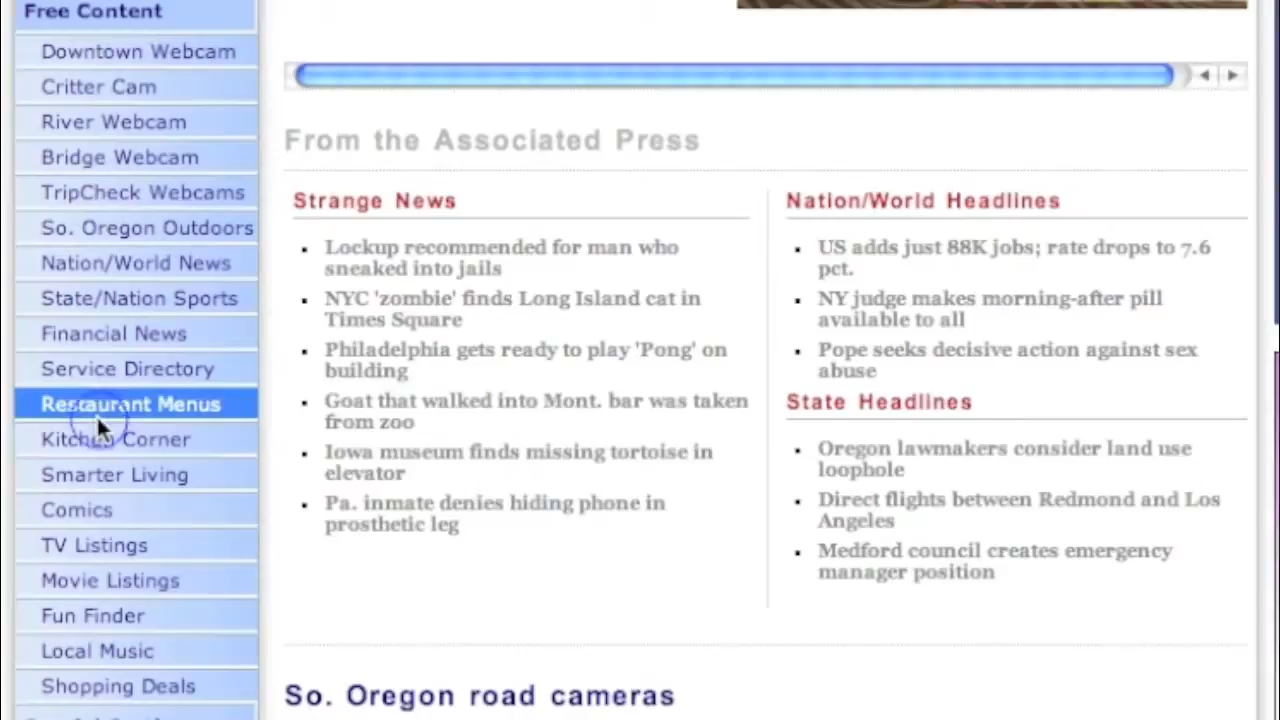 Free Content
Downtown Webcam
Critter Cam
River Webcam
Bridge Webcam
TripCheck Webcams
So. Oregon Outdoors
Nation/World News
State/Nation Sports
Financial News
Service Directory
Restaurant Menus
Kitchen Corner
Smarter Living
Comics
TV Listings
Movie Listings
Fun Finder
Local Music
Shopping Deals
From the Associated Press
Strange News
Lockup recommended for man who
sneaked into jails
NYC 'zombie' finds Long Island cat in
Times Square
Philadelphia gets ready to play 'Pong' on
building
Goat that walked into Mont. bar was taken
from zoo
Iowa museum finds missing tortoise in
elevator
Pa. inmate denies hiding phone in
prosthetic leg
Nation/World Headlines
US adds just 88K jobs; rate drops to 7.6
pct.
NY judge makes morning-after pill
available to all
Pope seeks decisive action against sex
abuse
State Headlines
Oregon lawmakers consider land use
loophole
Direct flights between Redmond and Los
Angeles
Medford council creates emergency
manager position
So. Oregon road cameras